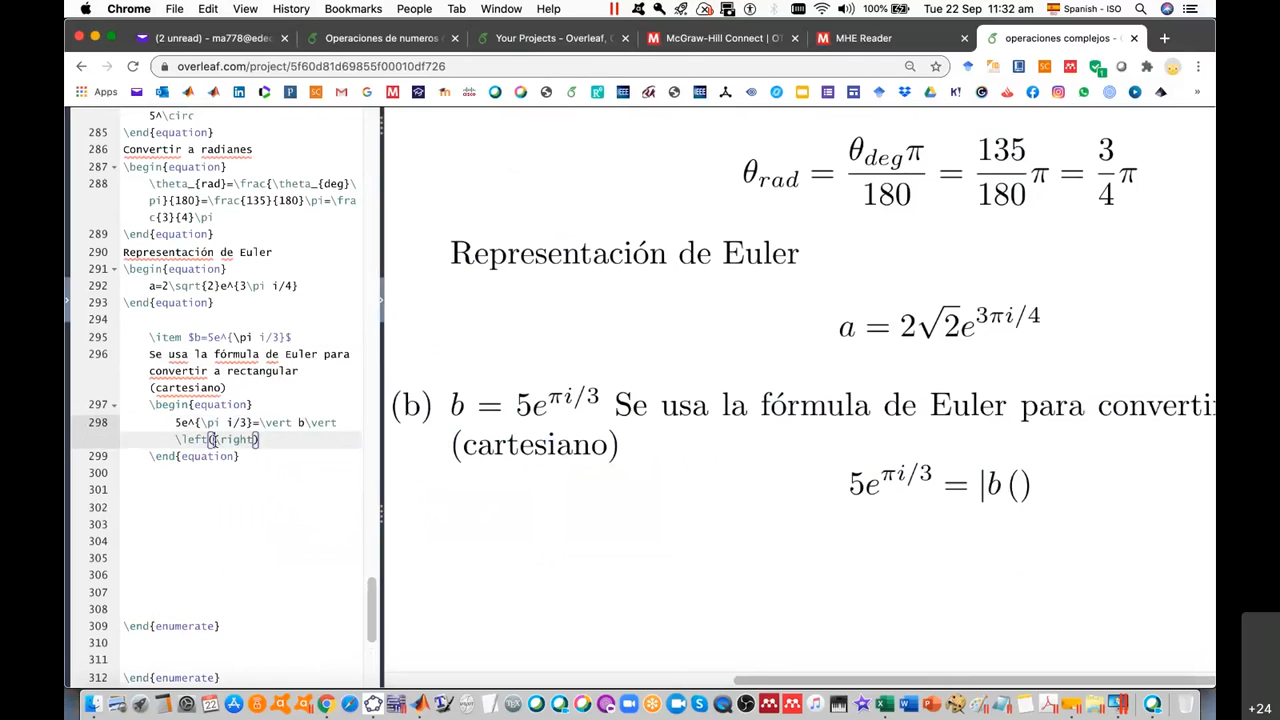 Chrome File Edit View History Bookmarks People Tab Window Help 100% Tue 22 Sep 11:32 am Spanish - ISO
(2 unread) - ma778@ede Operaciones de numeros Your Projects - Overleaf, McGraw-Hill Connect | OT MHE Reader operaciones complejos -
overleaf.com/project/5f60d81d69855f00010df726
Apps
5^\circ
285 \end{equation}
286 Convertir a radianes
287 \begin{equation}
288 \theta_{rad}=\frac{\theta_{deg}\
pi}{180}=\frac{135}{180}\pi=\fra
c{3}{4}\pi
289 \end{equation}
290 Representación de Euler
291 \begin{equation}
292 a=2\sqrt{2}e^{3\pi i/4}
293 \end{equation}
294
295 \item $b=5e^{\pi i/3}$
296 Se usa la fórmula de Euler para
convertir a rectangular
(cartesiano)
297 \begin{equation}
298 5e^{\pi i/3}=\vert b\vert
\left(\right)
299 \end{equation}
300
301
302
303
304
305
306
307
308
309 \end{enumerate}
310
311
312 \end{enumerate}
θ_rad = θ_deg π / 180 = 135/180 π = 3/4 π
Representación de Euler
a = 2√2e^{3πi/4}
(b) b = 5e^{πi/3} Se usa la fórmula de Euler para converti
(cartesiano)
5e^{πi/3} = |b ()
+24